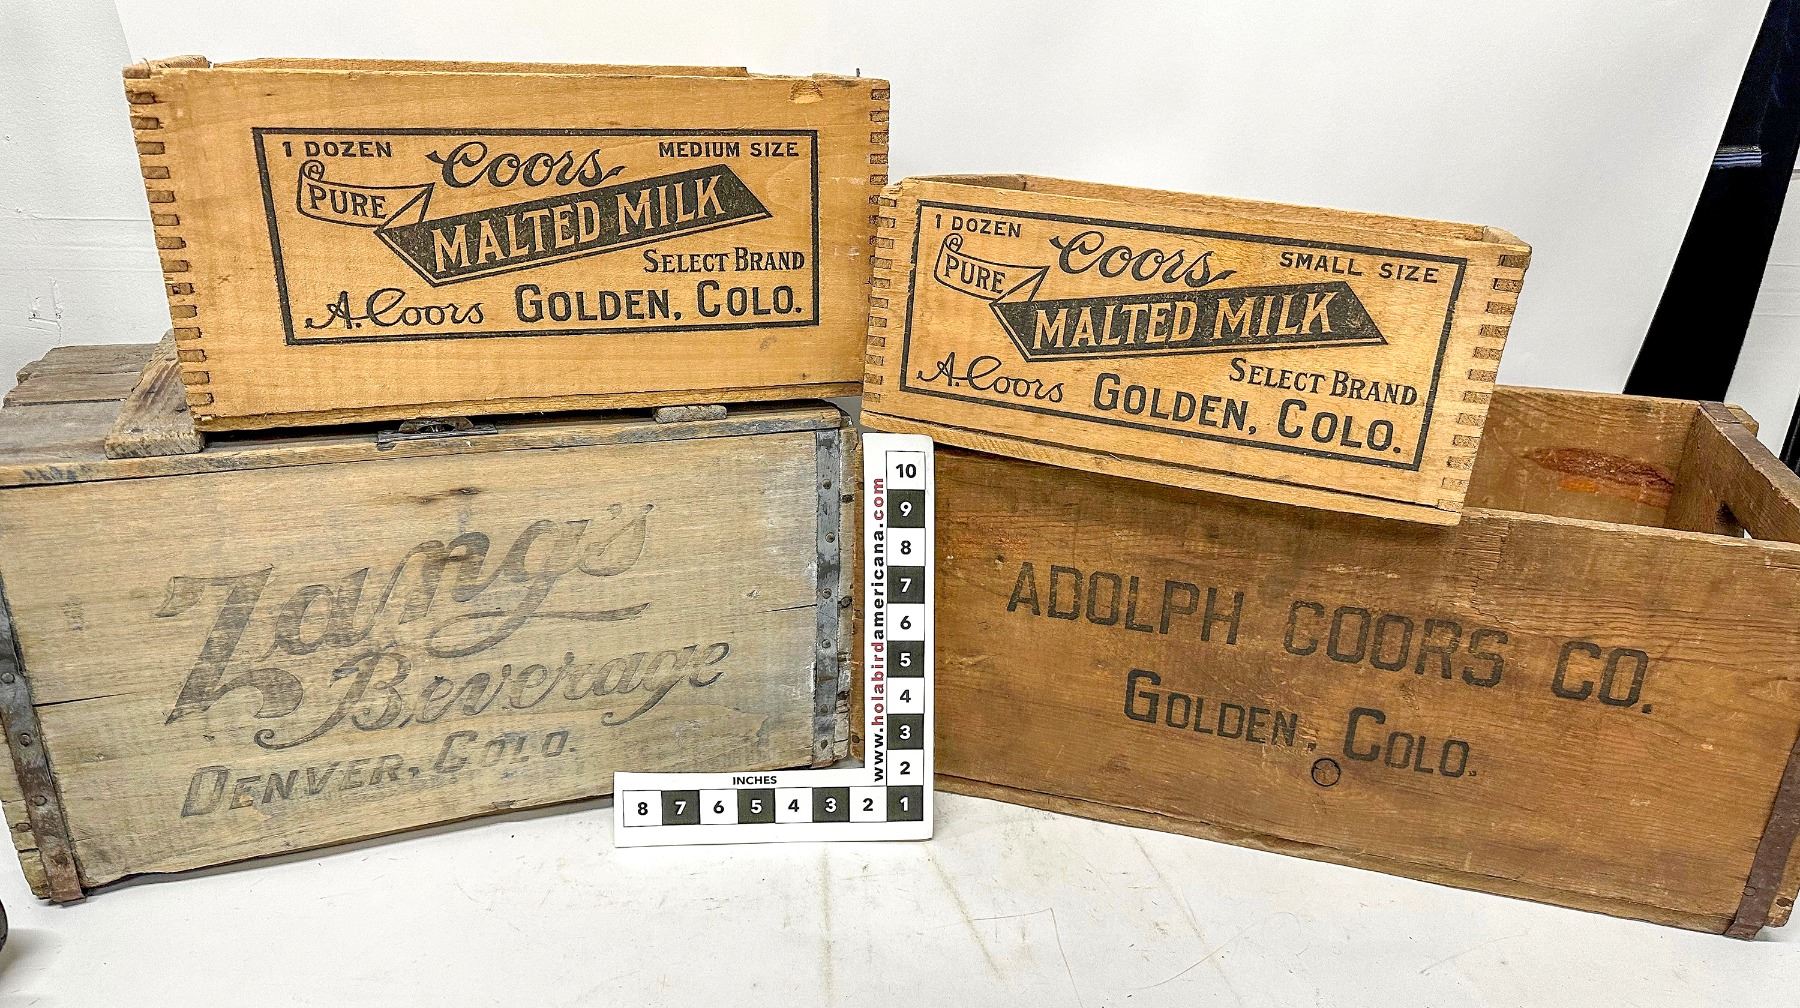 1 DOZEN
Coors
MEDIUM SIZE
PURE
MALTED MILK
SELECT BRAND
A. Coors GOLDEN, COLO.
1 DOZEN
Coors
SMALL SIZE
PURE
MALTED MILK
SELECT BRAND
A. Coors GOLDEN, COLO.
Zang's
Beverage
DENVER, COLO.
www.holabirdamericana.com
10
9
8
7
6
5
4
3
2
INCHES
8 7 6 5 4 3 2 1
ADOLPH COORS CO.
GOLDEN, COLO.